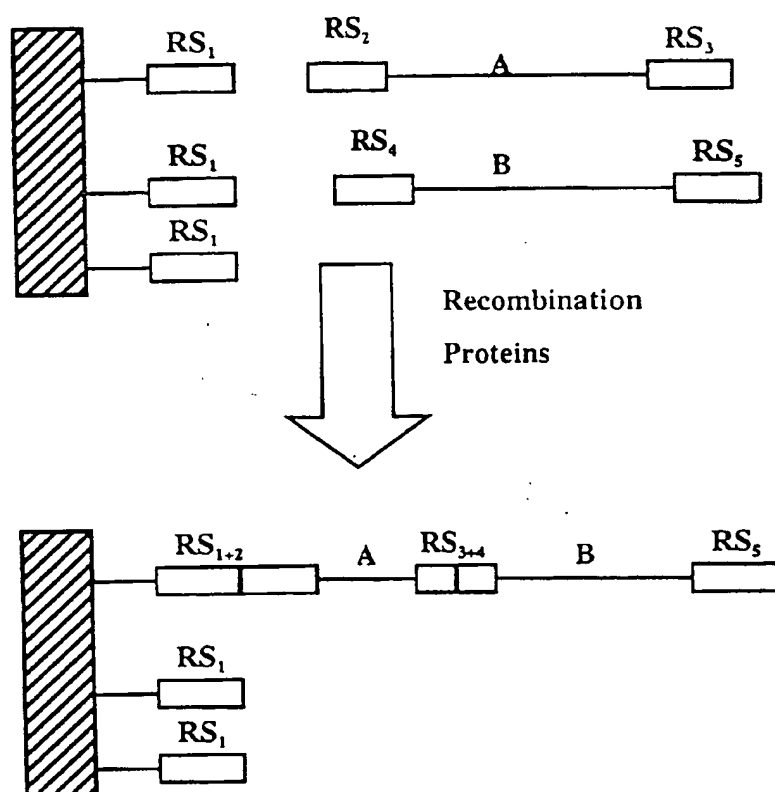 RS₁ RS₂ A RS₃
RS₁ RS₄ B RS₅
RS₁
Recombination
Proteins
RS₁₊₂ A RS₃₊₄ B RS₅
RS₁
RS₁